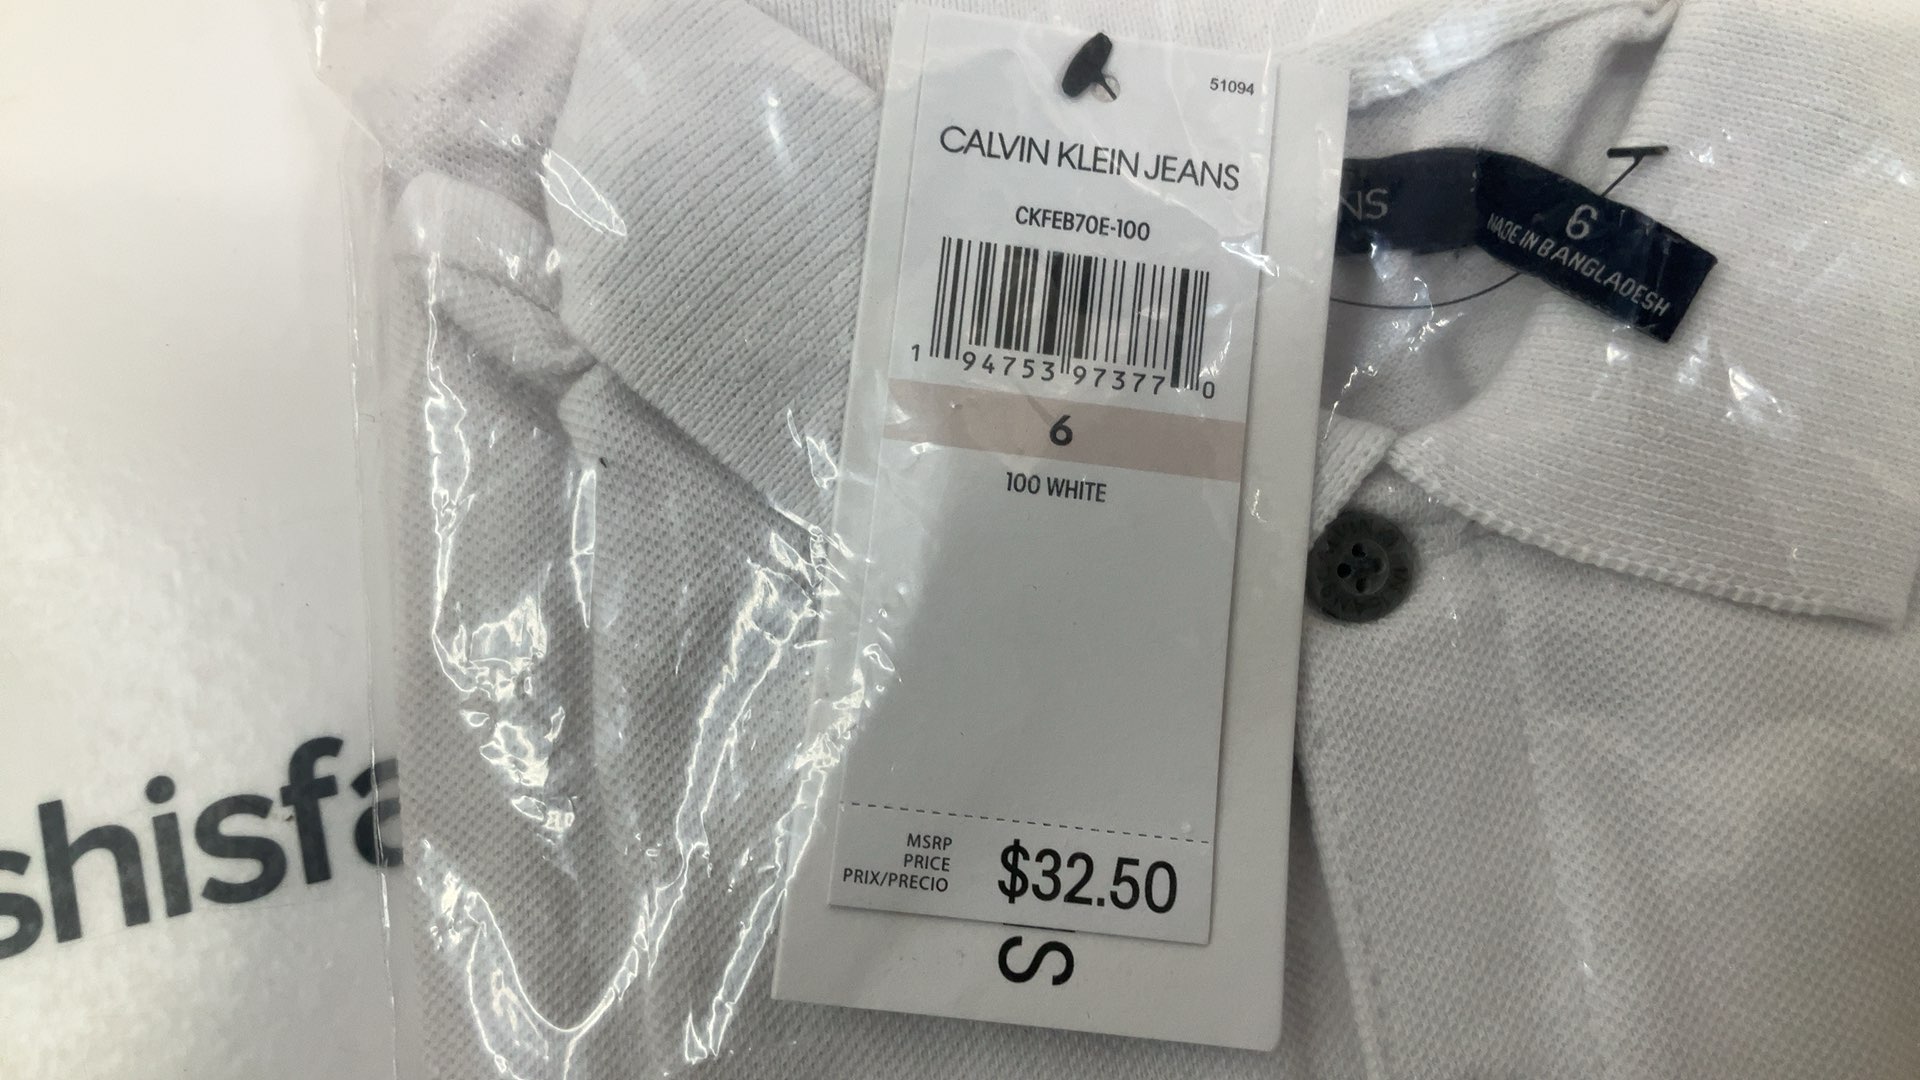 51094
CALVIN KLEIN JEANS
CKFEB70E-100
1 94753 97377 0
6
100 WHITE
MSRP
PRICE
PRIX/PRECIO
$32.50
S
NS
6
MADE IN BANGLADESH
shisfa